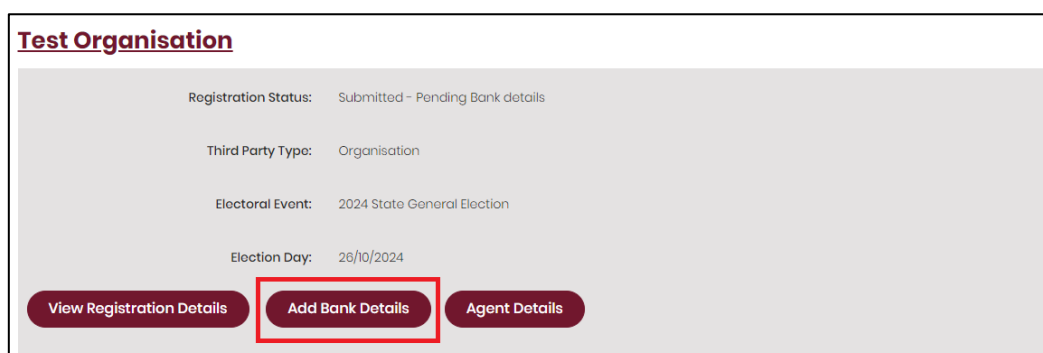 Test Organisation
Registration Status: Submitted - Pending Bank details
Third Party Type: Organisation
Electoral Event: 2024 State General Election
Election Day: 26/10/2024
View Registration Details Add Bank Details Agent Details